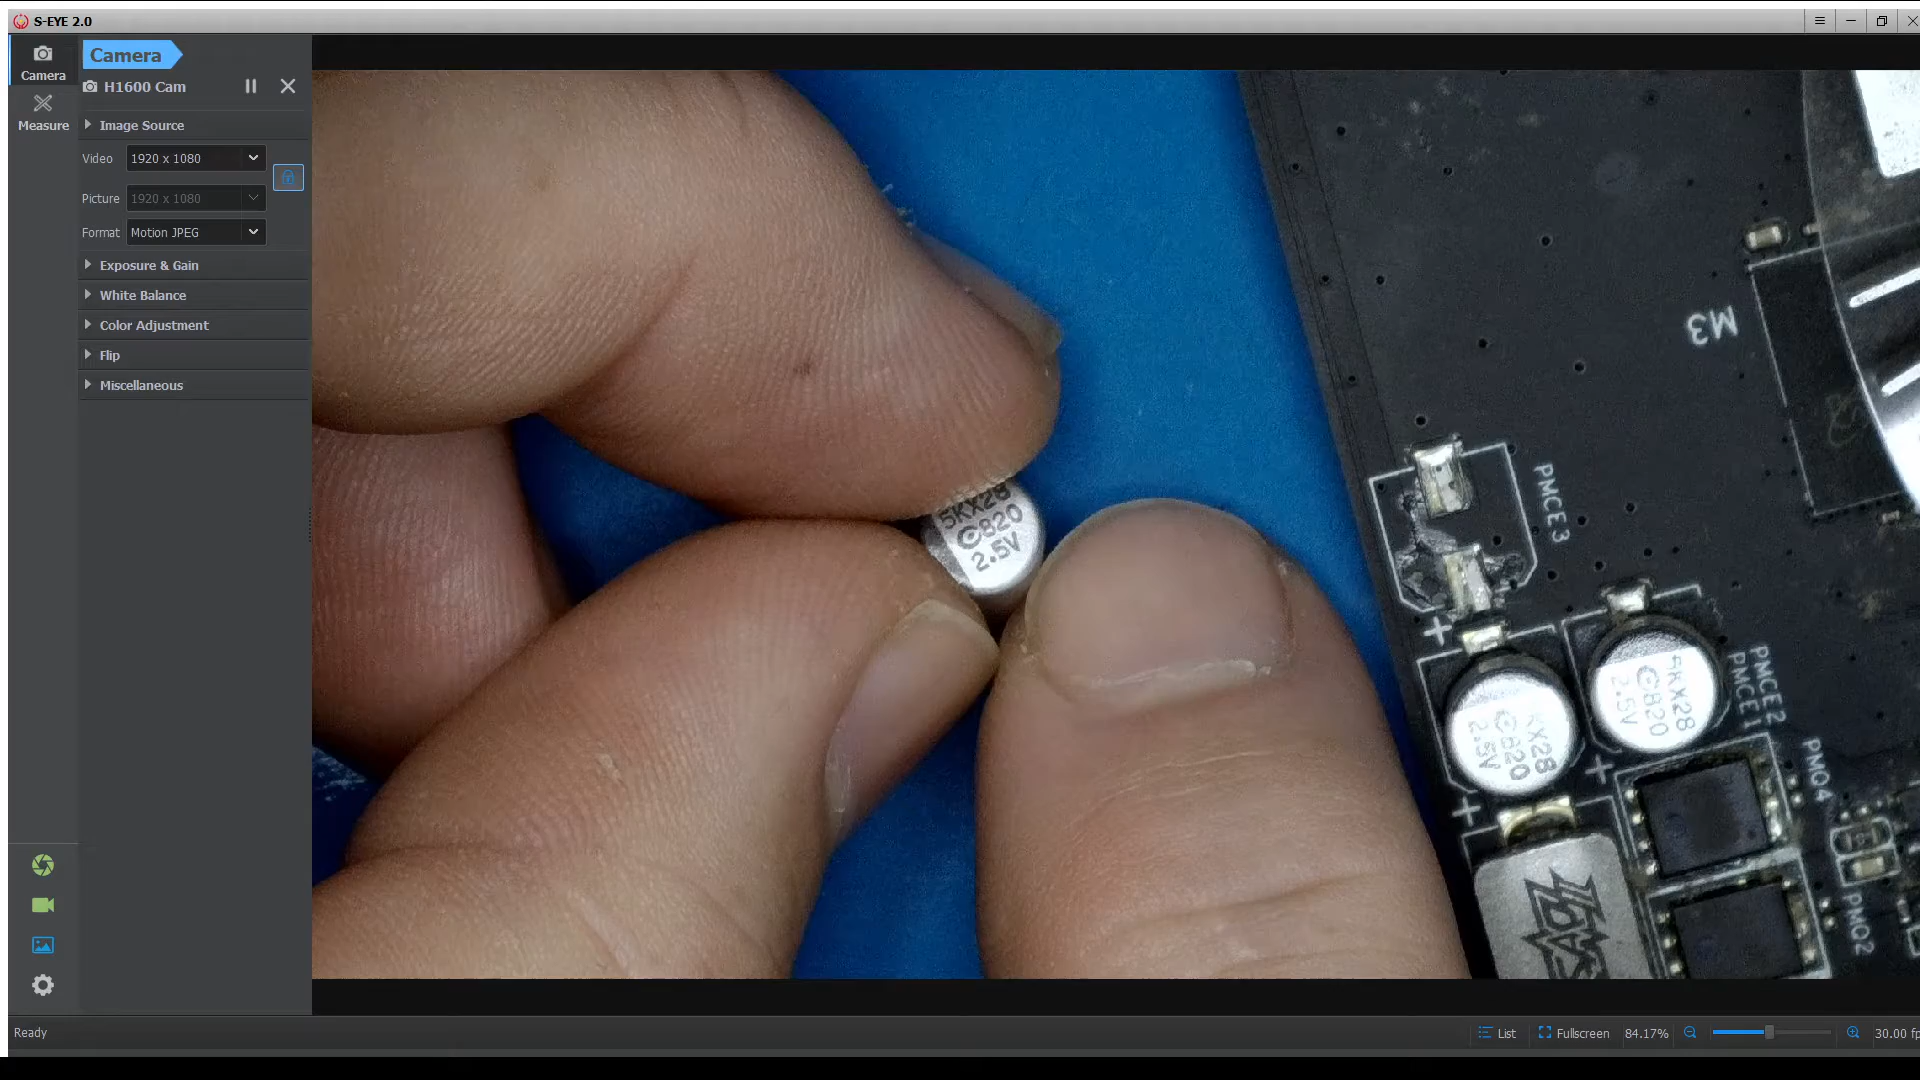 S-EYE 2.0
Camera
Measure
Camera
H1600 Cam
Image Source
Video 1920 x 1080
Picture 1920 x 1080
Format Motion JPEG
Exposure & Gain
White Balance
Color Adjustment
Flip
Miscellaneous
5KX28
820
2.5V
M3
PMCE3
+
KX28
820
2.5V
+
5KX28
820
2.5V
+
PMCE2
PMCE1
PMQ4
PMQ2
Ready
List
Fullscreen
84.17%
30.00 fp